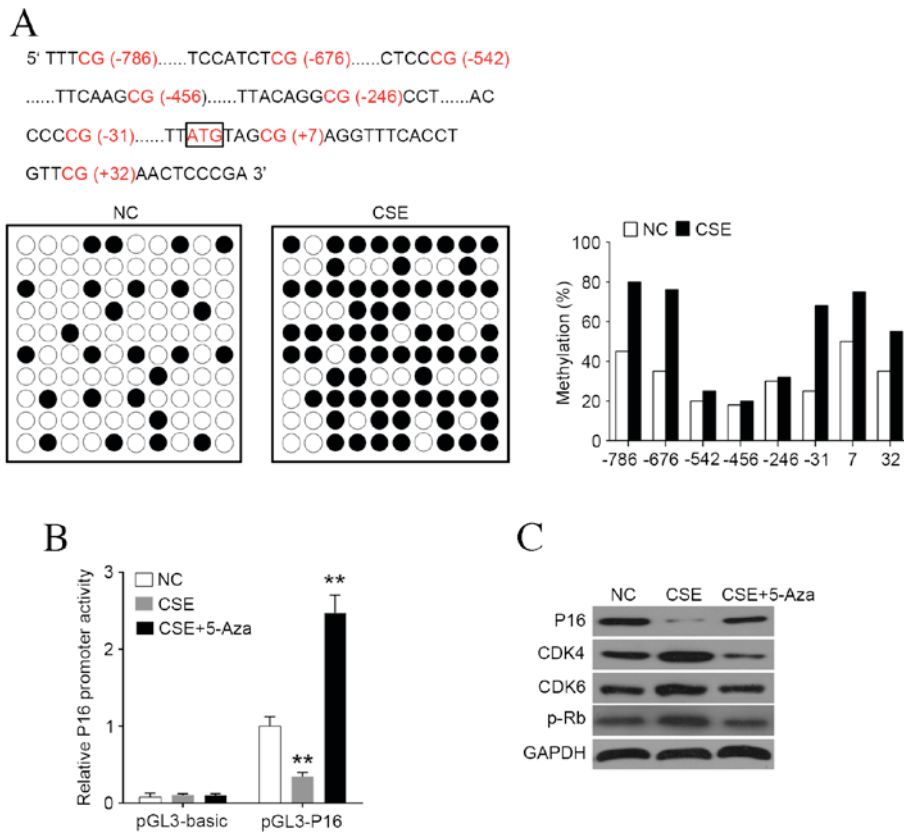 A
5' TTTCG (-786)......TCCATCTCG (-676)......CTCCCG (-542)
......TTCAAGCG (-456)......TTACAGGCG (-246)CCT......AC
CCCCG (-31)......TTATGTAGCG (+7)AGGTTTCACCT
GTTCG (+32)AACTCCCGA 3'
NC
CSE
NC CSE
Methylation (%)
100
80
60
40
20
0
-786 -676 -542 -456 -246 -31 7 32
B
Relative P16 promoter activity
3
2
1
0
NC
CSE
CSE+5-Aza
**
**
pGL3-basic pGL3-P16
C
NC CSE CSE+5-Aza
P16
CDK4
CDK6
p-Rb
GAPDH